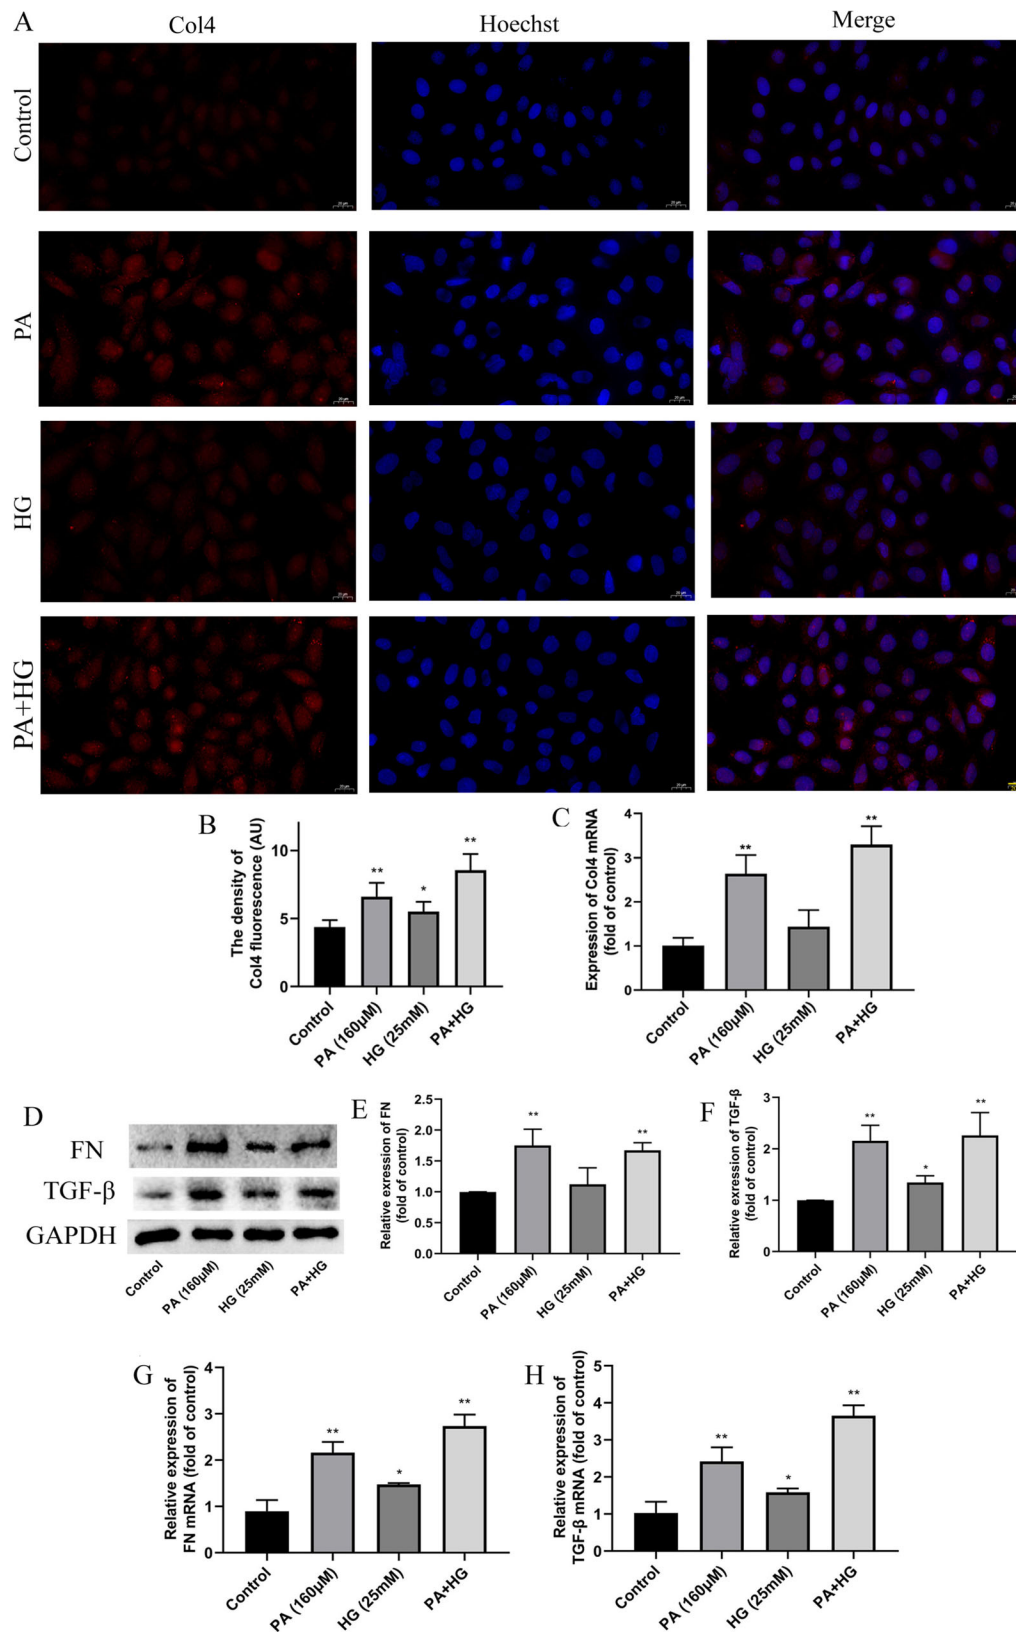 A
Col4
Hoechst
Merge
Control
PA
HG
PA+HG
B
The density of
Col4 fluorescence (AU)
10
5
0
**
*
**
Control
PA (160μM)
HG (25mM)
PA+HG
C
Expression of Col4 mRNA
(fold of control)
4
3
2
1
0
**
**
Control
PA (160μM)
HG (25mM)
PA+HG
D
FN
TGF-β
GAPDH
Control
PA (160μM)
HG (25mM)
PA+HG
E
Relative expression of FN
(fold of control)
2.5
2.0
1.5
1.0
0.5
0.0
**
**
Control
PA (160μM)
HG (25mM)
PA+HG
F
Relative expression of TGF-β
(fold of control)
3
2
1
0
**
*
**
Control
PA (160μM)
HG (25mM)
PA+HG
G
Relative expression of
FN mRNA (fold of control)
4
3
2
1
0
**
*
**
Control
PA (160μM)
HG (25mM)
PA+HG
H
Relative expression of
TGF-β mRNA (fold of control)
5
4
3
2
1
0
**
*
**
Control
PA (160μM)
HG (25mM)
PA+HG